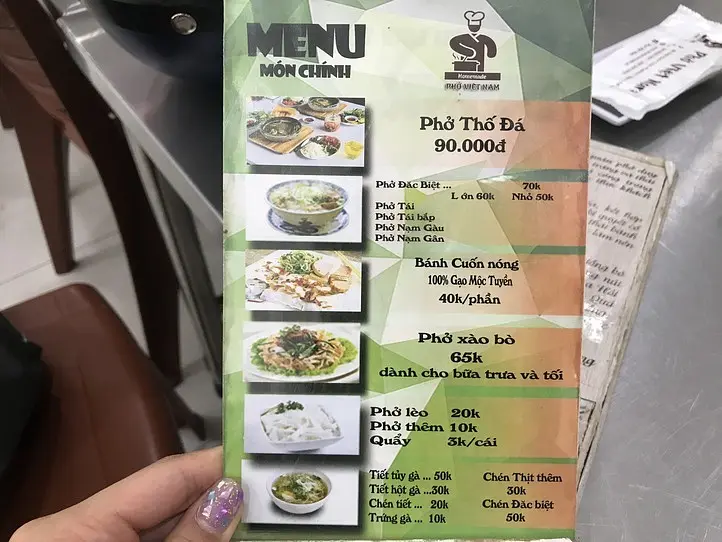 MENU
MÓN CHÍNH
Homemade
PHỞ VIỆT NAM
Phở Thố Đá
90.000đ
Phở Đặc Biệt ... 70k
Lớn 60k Nhỏ 50k
Phở Tái
Phở Tái bắp
Phở Nạm Gàu
Phở Nạm Gân
Bánh Cuốn nóng
100% Gạo Mộc Tuyền
40k/phần
Phở xào bò
65k
dành cho bữa trưa và tối
Phở lèo 20k
Phở thêm 10k
Quẩy 3k/cái
Tiết tủy gà ... 50k
Tiết hột gà ...30k
Chén tiết ... 20k
Trứng gà ... 10k
Chén Thịt thêm
30k
Chén Đặc biệt
50k
Phở Việt Nam